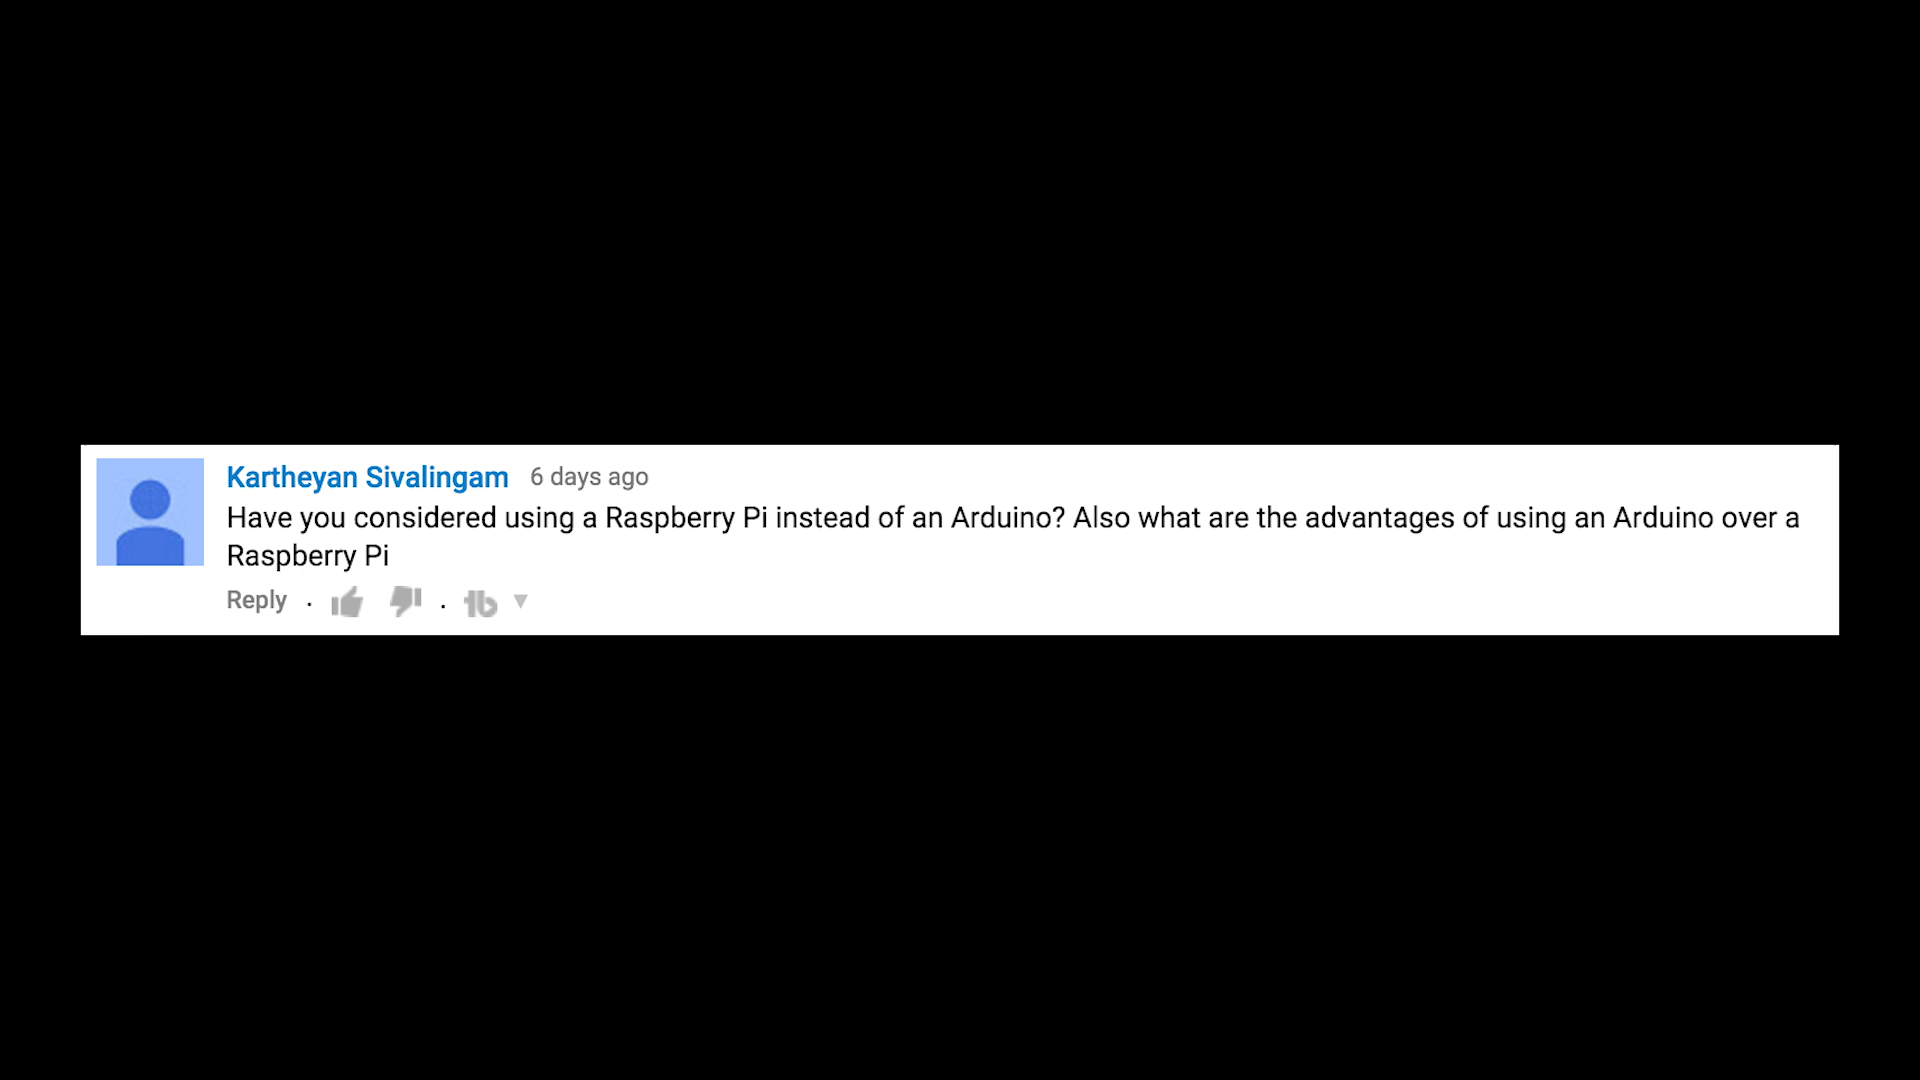 Kartheyan Sivalingam 6 days ago
Have you considered using a Raspberry Pi instead of an Arduino? Also what are the advantages of using an Arduino over a
Raspberry Pi
Reply · · tb ▼